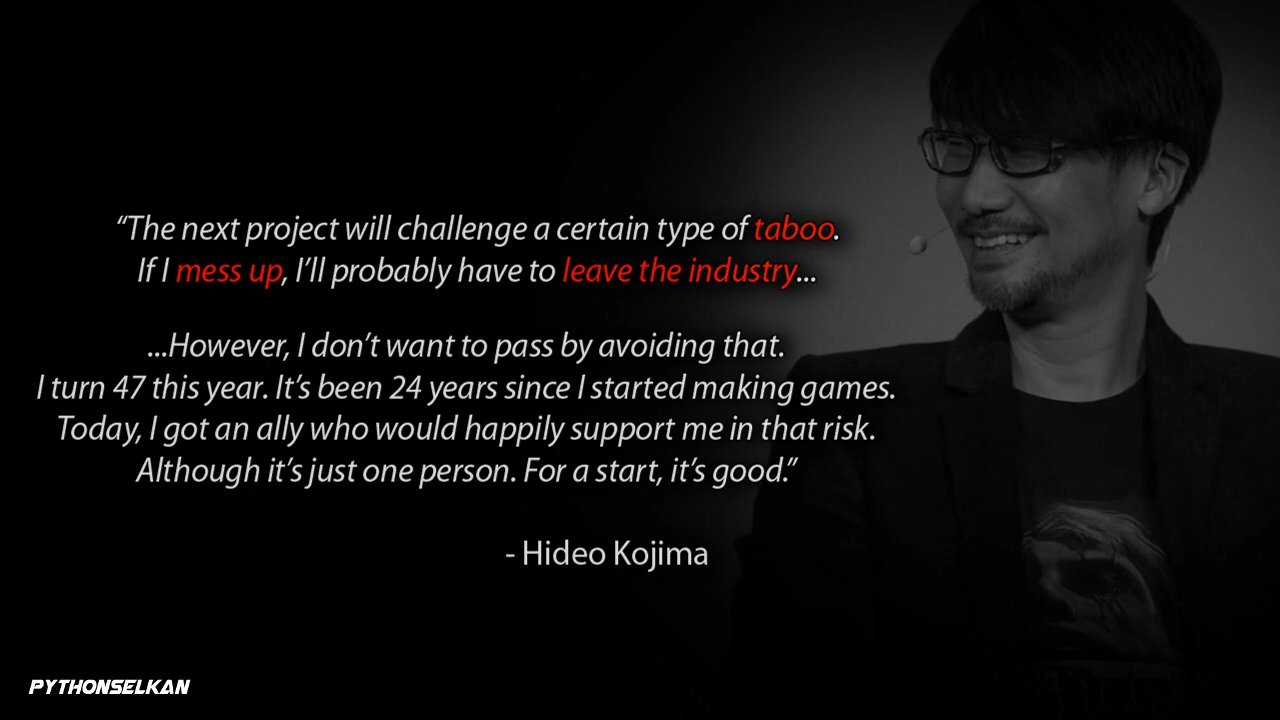 “The next project will challenge a certain type of taboo.
If I mess up, I’ll probably have to leave the industry...
...However, I don’t want to pass by avoiding that.
I turn 47 this year. It’s been 24 years since I started making games.
Today, I got an ally who would happily support me in that risk.
Although it’s just one person. For a start, it’s good.”
- Hideo Kojima
PYTHONSELKAN